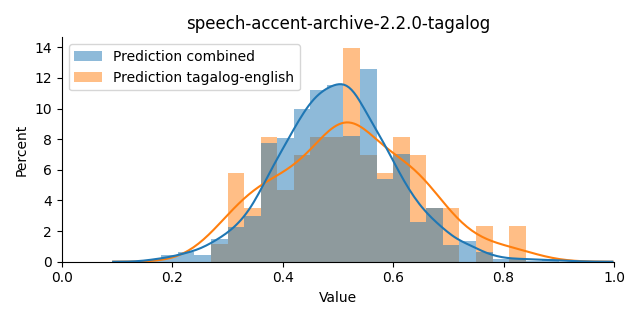 speech-accent-archive-2.2.0-tagalog
Prediction combined
Prediction tagalog-english
Percent
14
12
10
8
6
4
2
0
0.0 0.2 0.4 0.6 0.8 1.0
Value